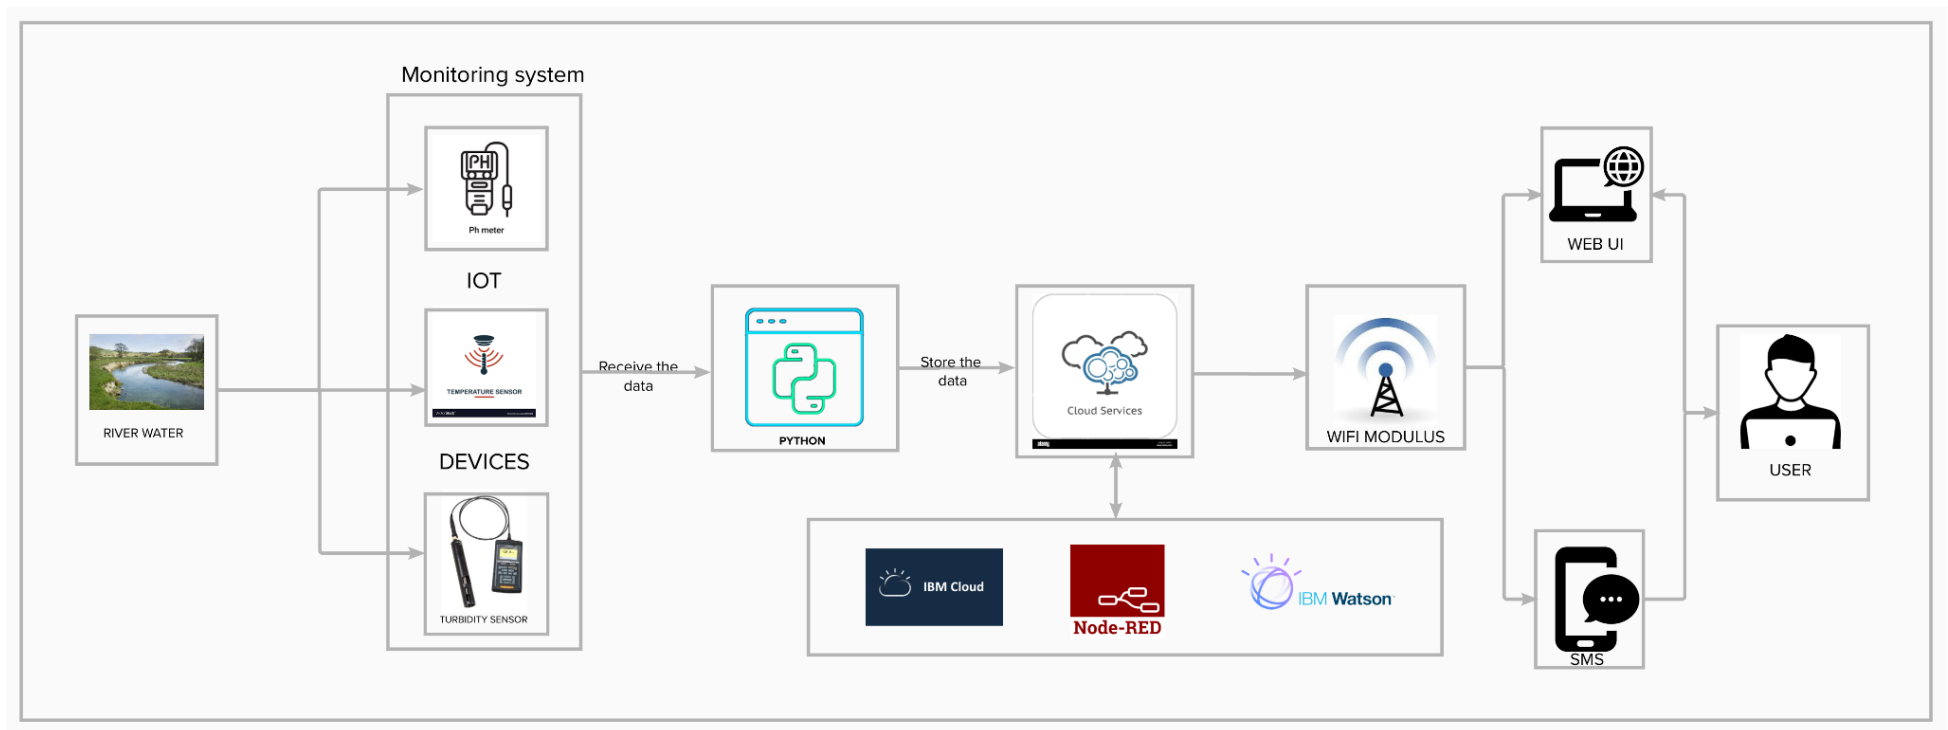 Monitoring system
PH
Ph meter
IOT
TEMPERATURE SENSOR
DEVICES
TURBIDITY SENSOR
RIVER WATER
Receive the
data
PYTHON
Store the
data
Cloud Services
WIFI MODULUS
IBM Cloud
Node-RED
IBM Watson
WEB UI
SMS
USER